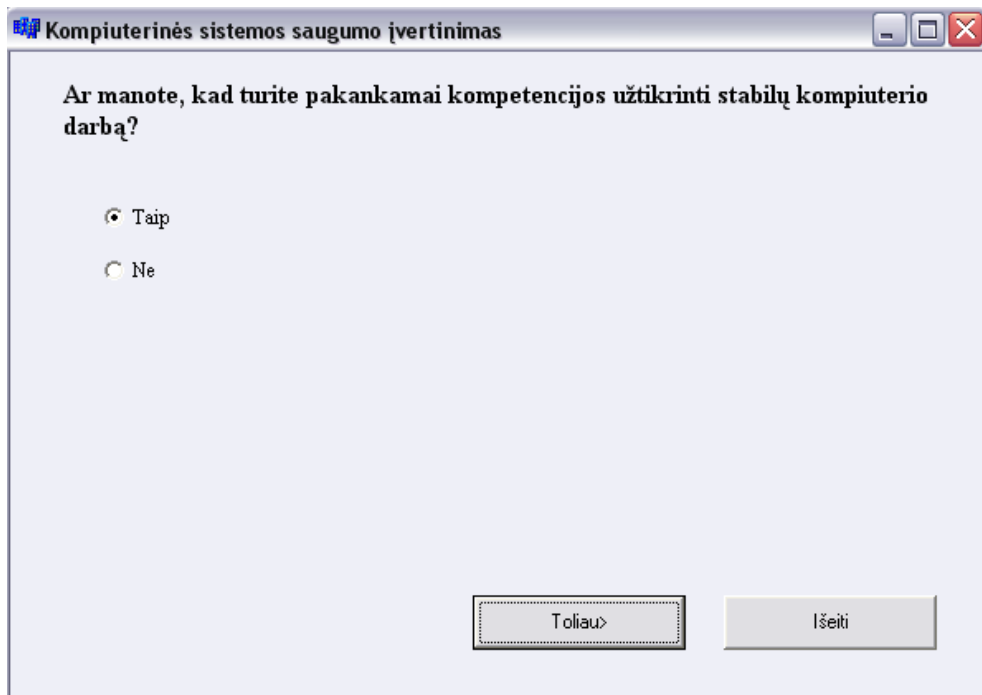 Kompiuterinės sistemos saugumo įvertinimas
Ar manote, kad turite pakankamai kompetencijos užtikrinti stabilų kompiuterio
darbą?
Taip
Ne
Toliau>
Išeiti